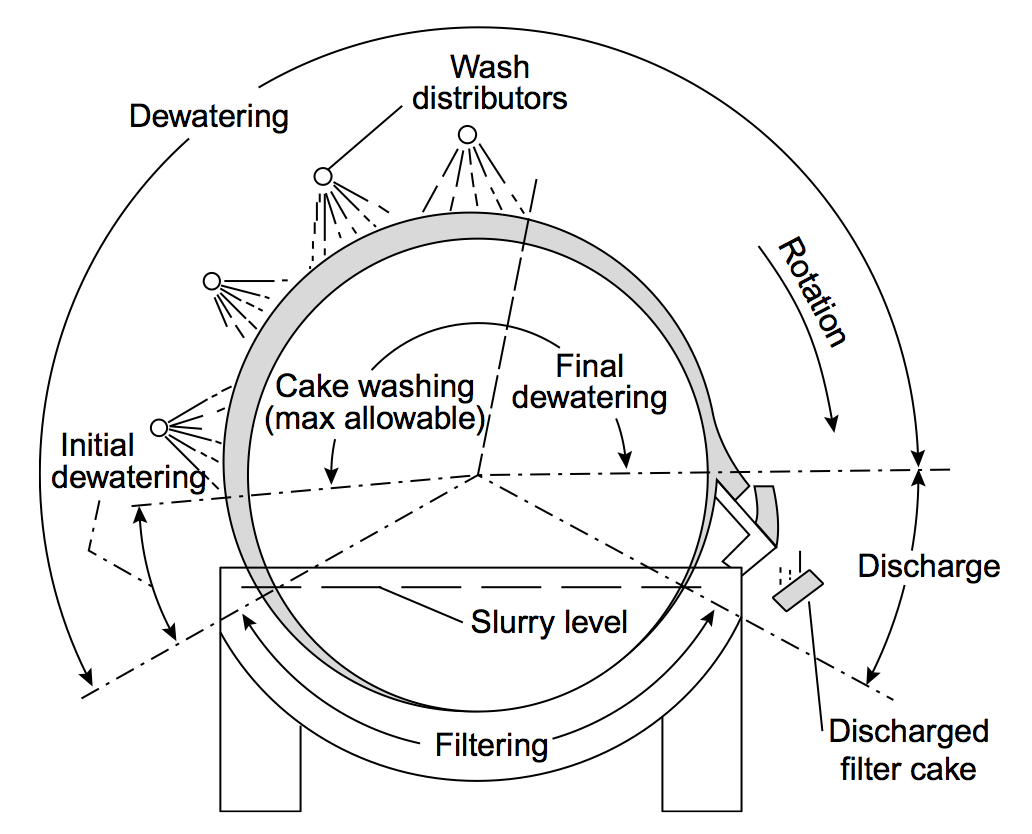 Wash
distributors
Dewatering
Rotation
Final
dewatering
Cake washing
(max allowable)
Initial
dewatering
Discharge
Slurry level
Filtering
Discharged
filter cake